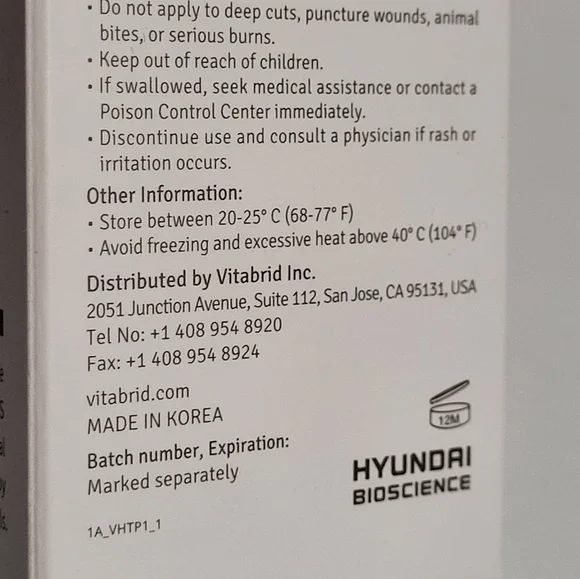 • Do not apply to deep cuts, puncture wounds, animal
bites, or serious burns.
• Keep out of reach of children.
• If swallowed, seek medical assistance or contact a
Poison Control Center immediately.
• Discontinue use and consult a physician if rash or
irritation occurs.
Other Information:
• Store between 20-25° C (68-77° F)
• Avoid freezing and excessive heat above 40° C (104° F)
Distributed by Vitabrid Inc.
2051 Junction Avenue, Suite 112, San Jose, CA 95131, USA
Tel No: +1 408 954 8920
Fax: +1 408 954 8924
vitabrid.com
MADE IN KOREA
Batch number, Expiration:
Marked separately
12M
HYUNDAI
BIOSCIENCE
1A_VHTP1_1